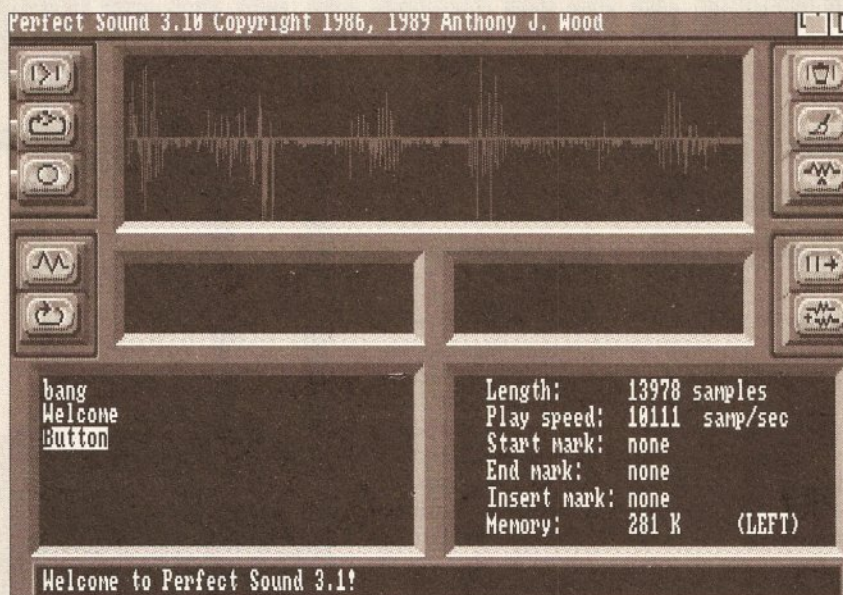 Perfect Sound 3.10 Copyright 1986, 1989 Anthony J. Wood
bang
Welcome
Button
Length: 13978 samples
Play speed: 10111 samp/sec
Start mark: none
End mark: none
Insert mark: none
Memory: 281 K (LEFT)
Welcome to Perfect Sound 3.1!